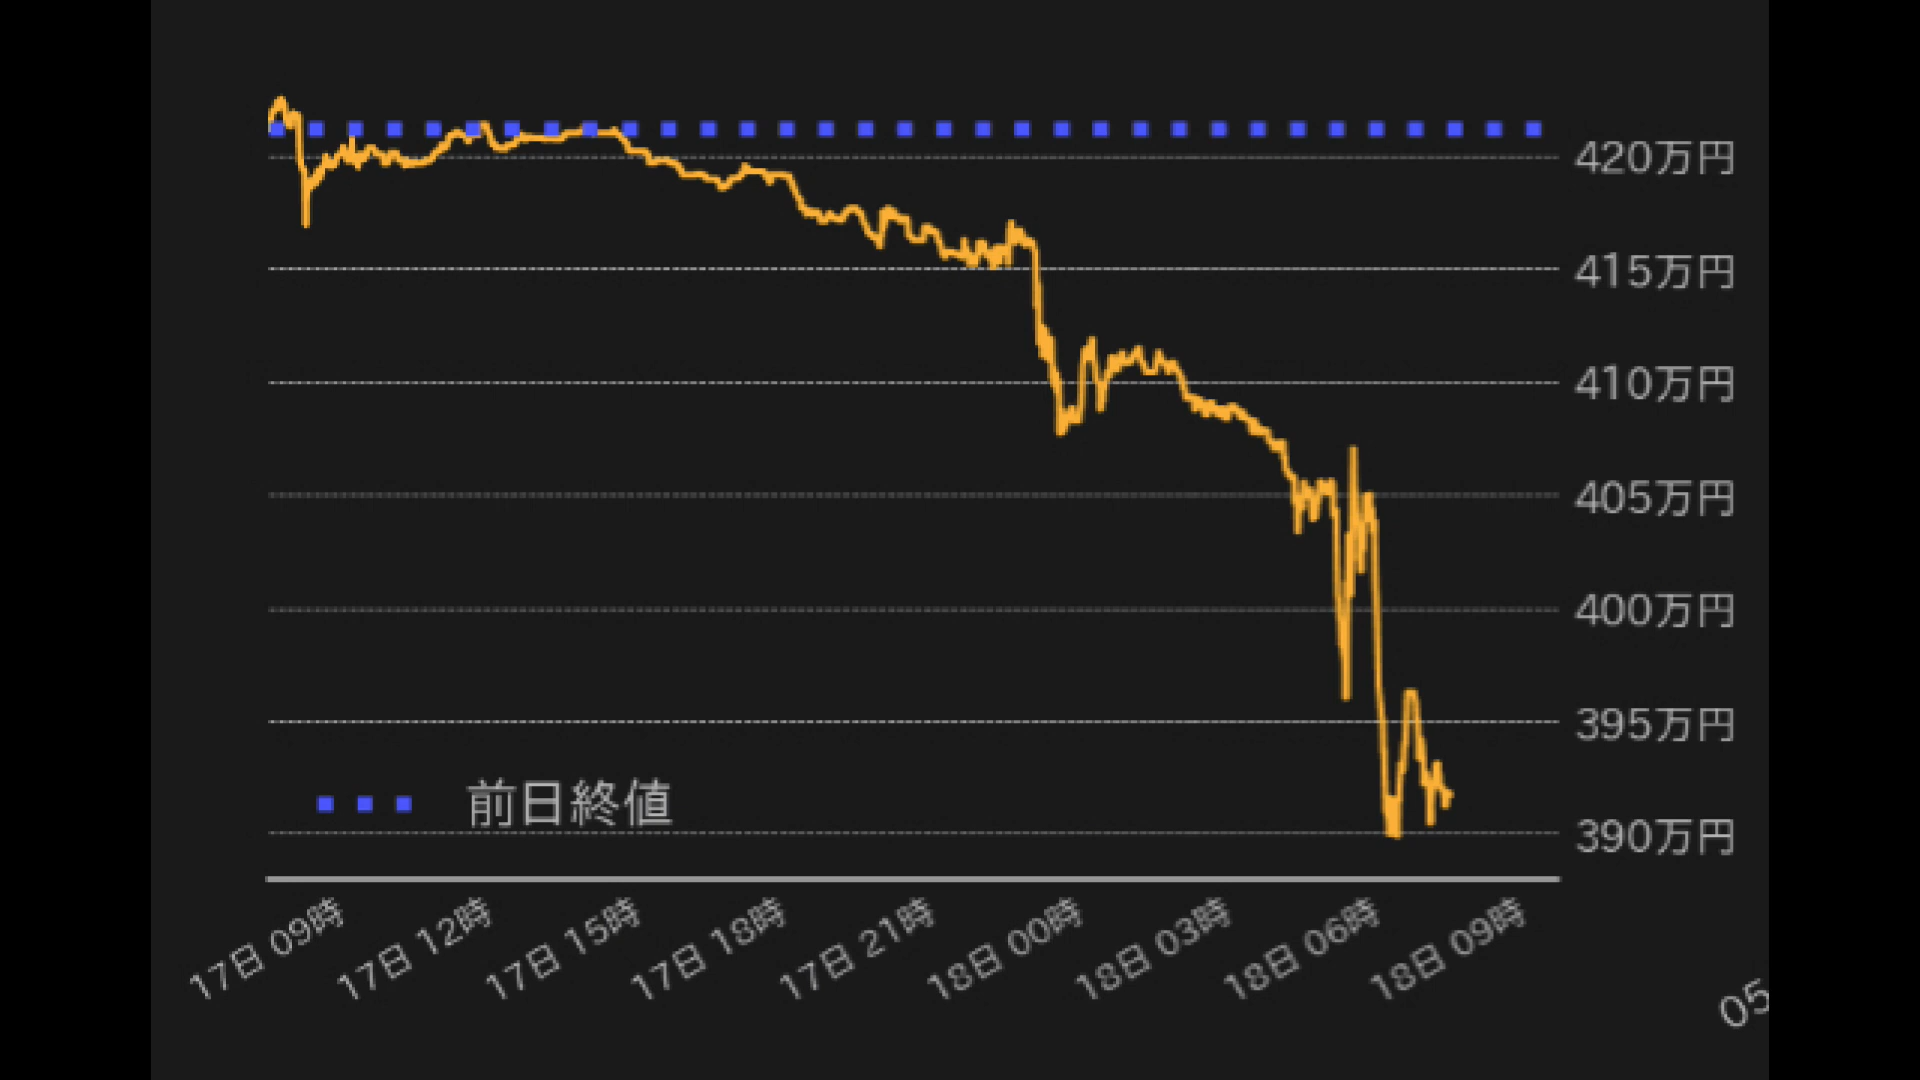 420万円
415万円
410万円
405万円
400万円
395万円
390万円
前日終値
17日 09時
17日 12時
17日 15時
17日 18時
17日 21時
18日 00時
18日 03時
18日 06時
18日 09時
05